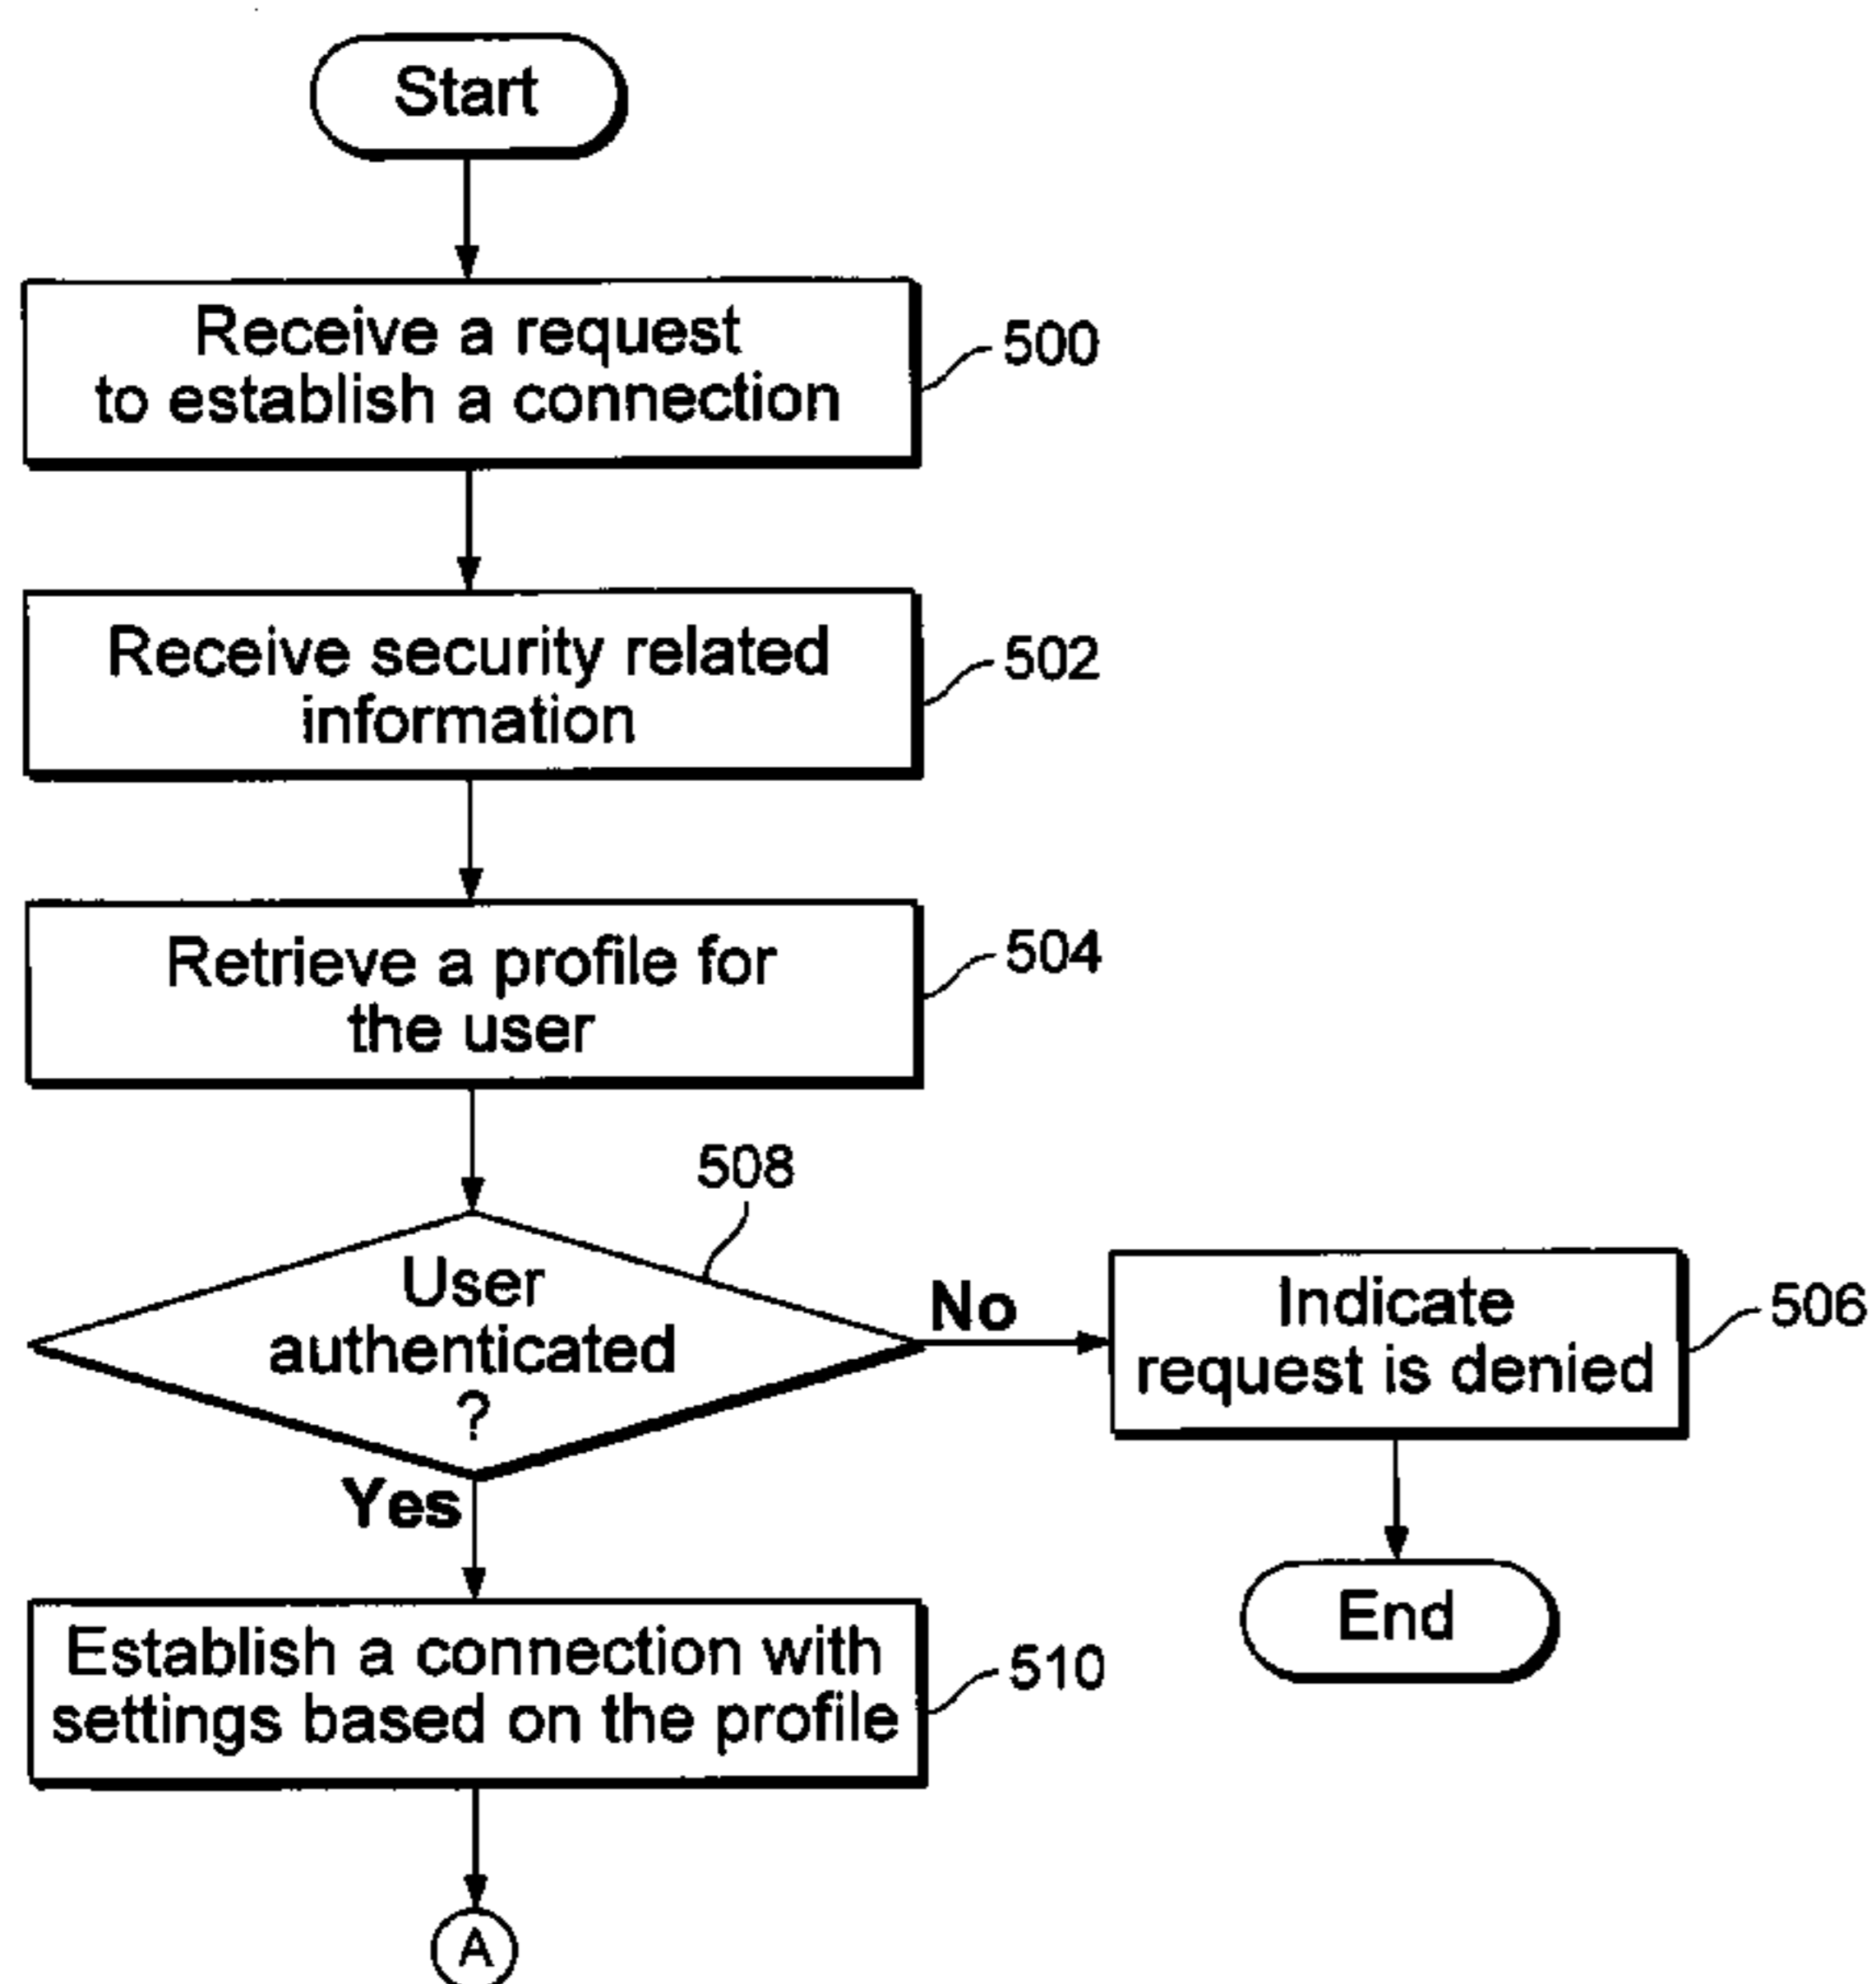 Start
Receive a request
to establish a connection
500
Receive security related
information
502
Retrieve a profile for
the user
504
508
User
authenticated
?
No
Indicate
request is denied
506
Yes
End
Establish a connection with
settings based on the profile
510
A